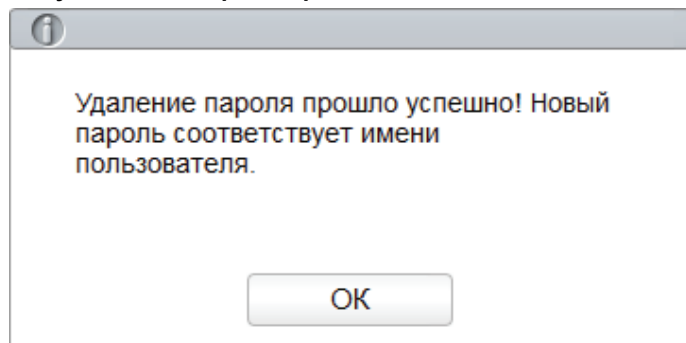 Удаление пароля прошло успешно! Новый
пароль соответствует имени
пользователя.
OK